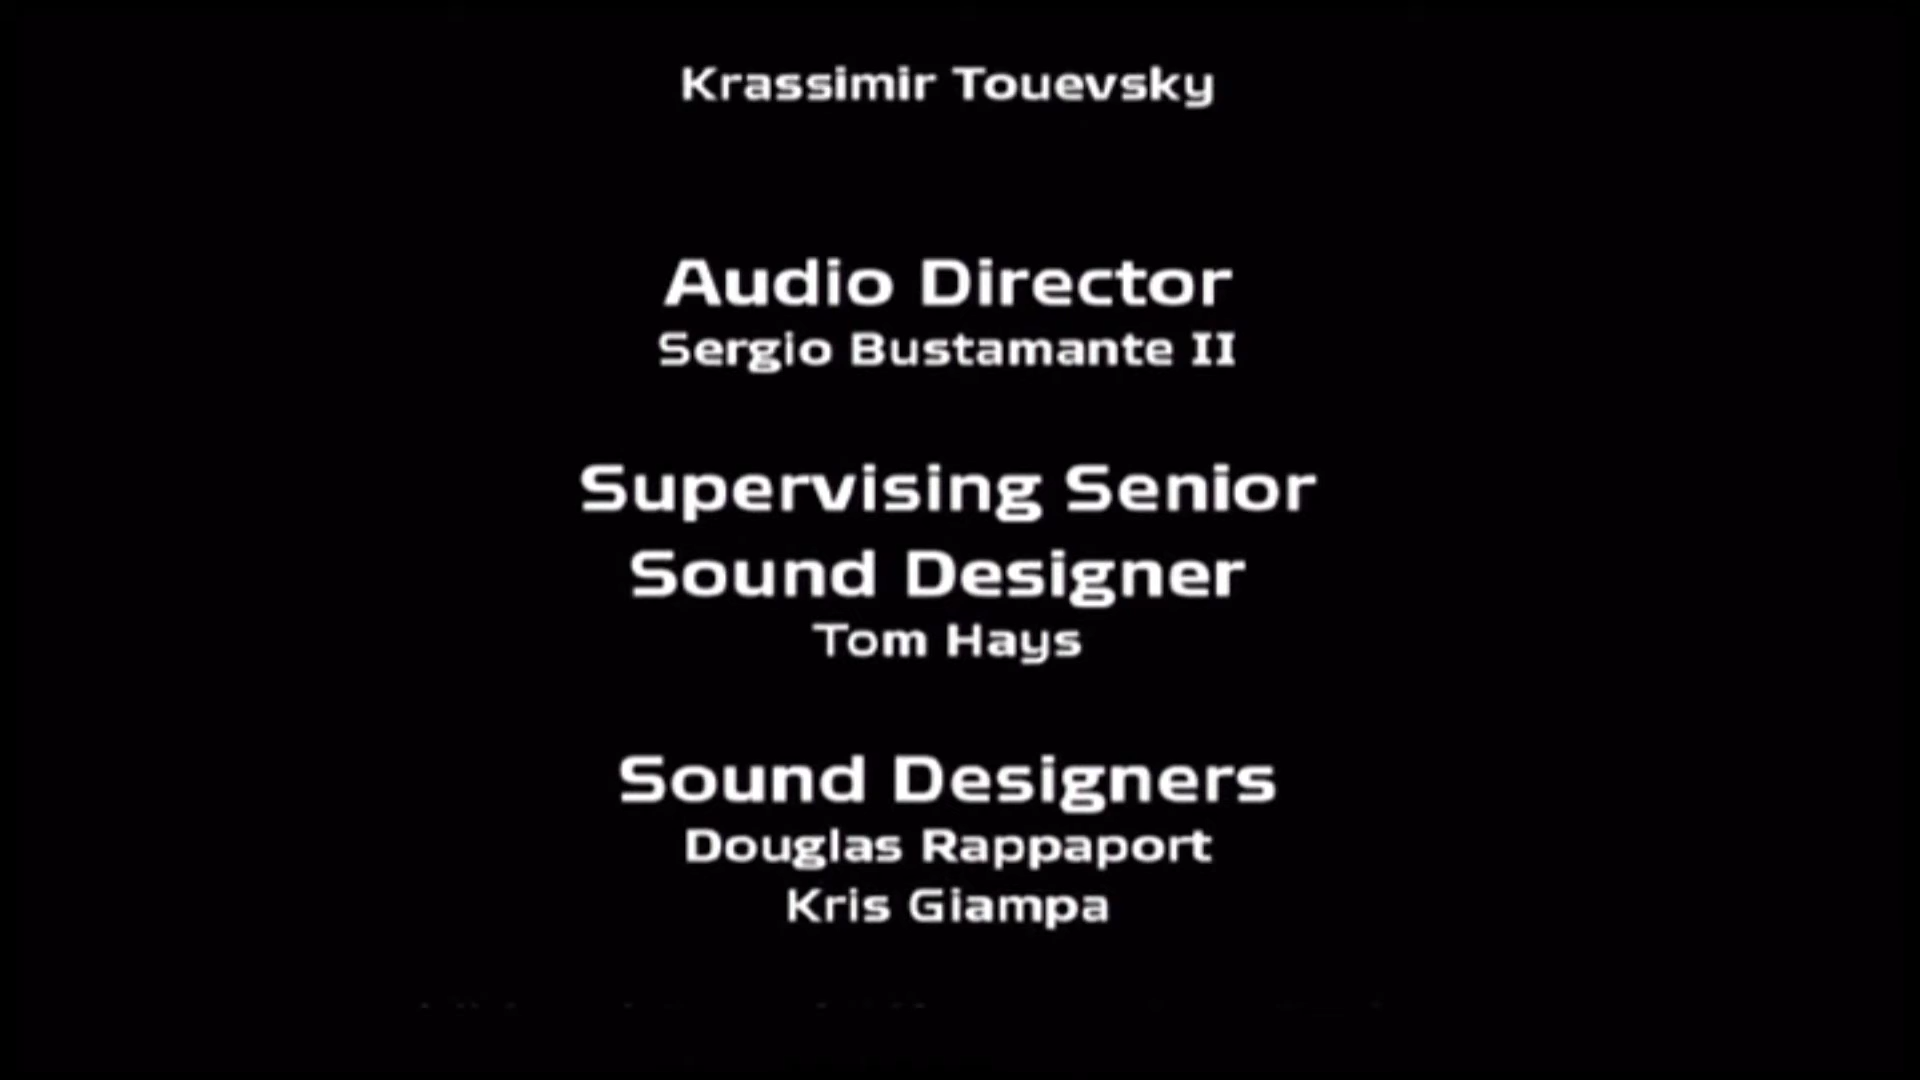 Krassimir Touevsky
Audio Director
Sergio Bustamante II
Supervising Senior
Sound Designer
Tom Hays
Sound Designers
Douglas Rappaport
Kris Giampa